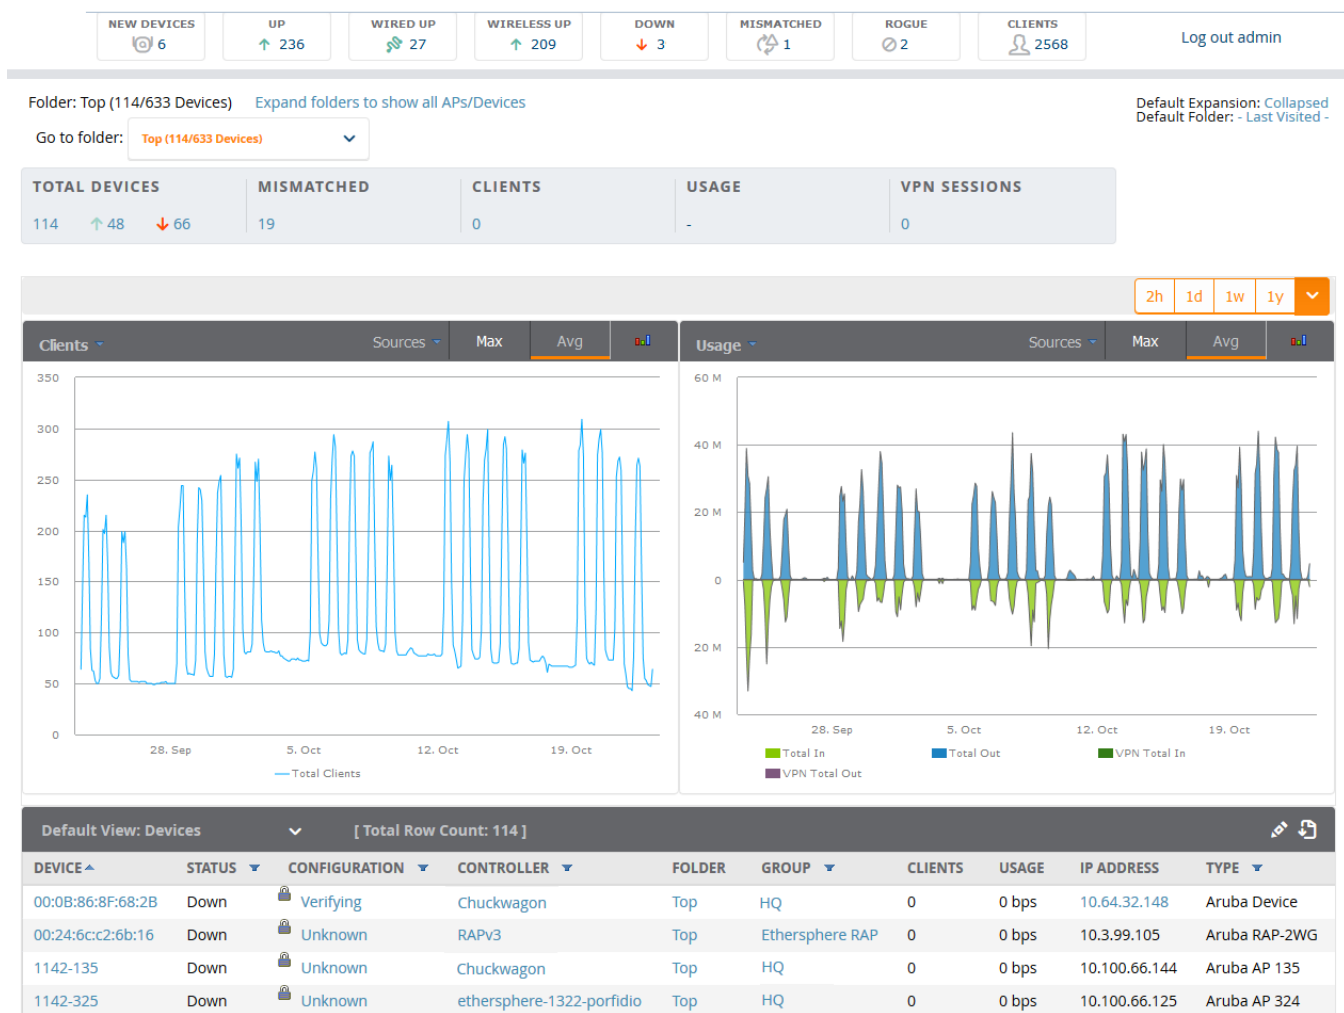 NEW DEVICES UP WIRED UP WIRELESS UP DOWN MISMATCHED ROGUE CLIENTS
6 236 27 209 3 1 2 2568 Log out admin
Folder: Top (114/633 Devices) Expand folders to show all APs/Devices Default Expansion: Collapsed
Default Folder: - Last Visited -
Go to folder: Top (114/633 Devices)
TOTAL DEVICES MISMATCHED CLIENTS USAGE VPN SESSIONS
114 48 66 19 0 - 0
2h 1d 1w 1y
Clients Sources Max Avg
350
300
250
200
150
100
50
0
28. Sep 5. Oct 12. Oct 19. Oct
Total Clients
Usage Sources Max Avg
60 M
40 M
20 M
0
20 M
40 M
28. Sep 5. Oct 12. Oct 19. Oct
Total In Total Out VPN Total In
VPN Total Out
Default View: Devices [ Total Row Count: 114 ]
DEVICE STATUS CONFIGURATION CONTROLLER FOLDER GROUP CLIENTS USAGE IP ADDRESS TYPE
00:0B:86:8F:68:2B Down Verifying Chuckwagon Top HQ 0 0 bps 10.64.32.148 Aruba Device
00:24:6c:c2:6b:16 Down Unknown RAPv3 Top Ethersphere RAP 0 0 bps 10.3.99.105 Aruba RAP-2WG
1142-135 Down Unknown Chuckwagon Top HQ 0 0 bps 10.100.66.144 Aruba AP 135
1142-325 Down Unknown ethersphere-1322-porfidio Top HQ 0 0 bps 10.100.66.125 Aruba AP 324